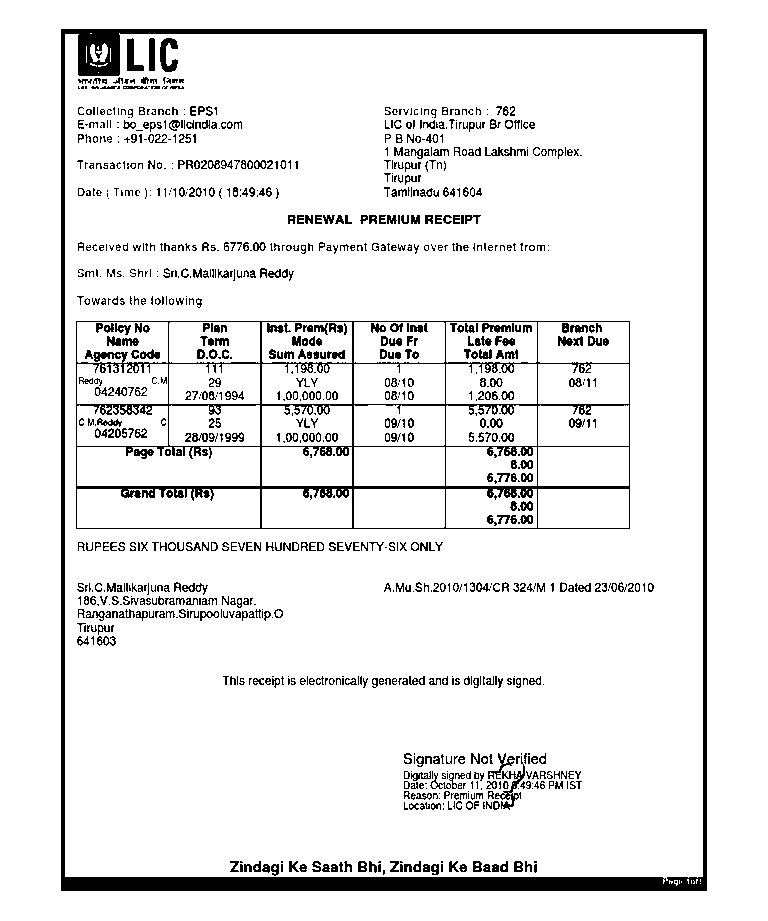 LIC
भारतीय जीवन बीमा निगम
LIFE INSURANCE CORPORATION OF INDIA
Collecting Branch : EPS1
Servicing Branch : 762
E-mail : bo_eps1@licindia.com
LIC of India.Tirupur Br Office
Phone : +91-022-1251
P B No-401
1 Mangalam Road Lakshmi Complex.
Transaction No. : PR0208947800021011
Tirupur (Tn)
Tirupur
Date ( Time ): 11/10/2010 ( 18:49:46 )
Tamilnadu 641604
RENEWAL PREMIUM RECEIPT
Received with thanks Rs. 6776.00 through Payment Gateway over the Internet from:
Smt. Ms. Shri : Sri.C.Mallikarjuna Reddy
Towards the following
Policy No Plan Inst. Prem(Rs) No Of Inst Total Premium Branch
Name Term Mode Due Fr Late Fee Next Due
Agency Code D.O.C. Sum Assured Due To Total Amt
761312011 111 1,198.00 1 1,198.00 762
Reddy C.M 29 YLY 08/10 8.00 08/11
04240762 27/08/1994 1,00,000.00 08/10 1,206.00
762358342 93 5,570.00 1 5,570.00 762
C M.Reddy C 25 YLY 09/10 0.00 09/11
04205762 28/09/1999 1,00,000.00 09/10 5,570.00
Page Total (Rs) 6,768.00 6,768.00
8.00
6,776.00
Grand Total (Rs) 6,768.00 6,768.00
8.00
6,776.00
RUPEES SIX THOUSAND SEVEN HUNDRED SEVENTY-SIX ONLY
Sri.C.Mallikarjuna Reddy
A.Mu.Sh.2010/1304/CR 324/M 1 Dated 23/06/2010
186,V.S.Sivasubramaniam Nagar.
Ranganathapuram.Sirupooluvapattip.O
Tirupur
641603
This receipt is electronically generated and is digitally signed.
Signature Not Verified
Digitally signed by REKHA VARSHNEY
Date: October 11, 2010 6:49:46 PM IST
Reason: Premium Receipt
Location: LIC OF INDIA
Zindagi Ke Saath Bhi, Zindagi Ke Baad Bhi
Page 1of1